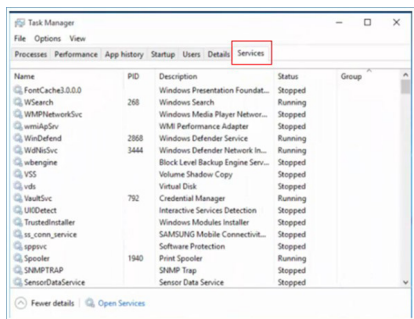 Task Manager
File Options View
Processes Performance App history Startup Users Details Services
Name PID Description Status Group
FontCache3.0.0.0 Windows Presentation Foundat... Stopped
WSearch 268 Windows Search Running
WMPNetworkSvc Windows Media Player Networ... Stopped
wmiApSrv WMI Performance Adapter Stopped
WinDefend 2868 Windows Defender Service Running
WdNisSvc 3444 Windows Defender Network In... Running
wbengine Block Level Backup Engine Serv... Stopped
VSS Volume Shadow Copy Stopped
vds Virtual Disk Stopped
VaultSvc 792 Credential Manager Running
UI0Detect Interactive Services Detection Stopped
TrustedInstaller Windows Modules Installer Stopped
ss_conn_service SAMSUNG Mobile Connectivit... Stopped
sppsvc Software Protection Stopped
Spooler 1940 Print Spooler Running
SNMPTRAP SNMP Trap Stopped
SensorDataService Sensor Data Service Stopped
Fewer details Open Services